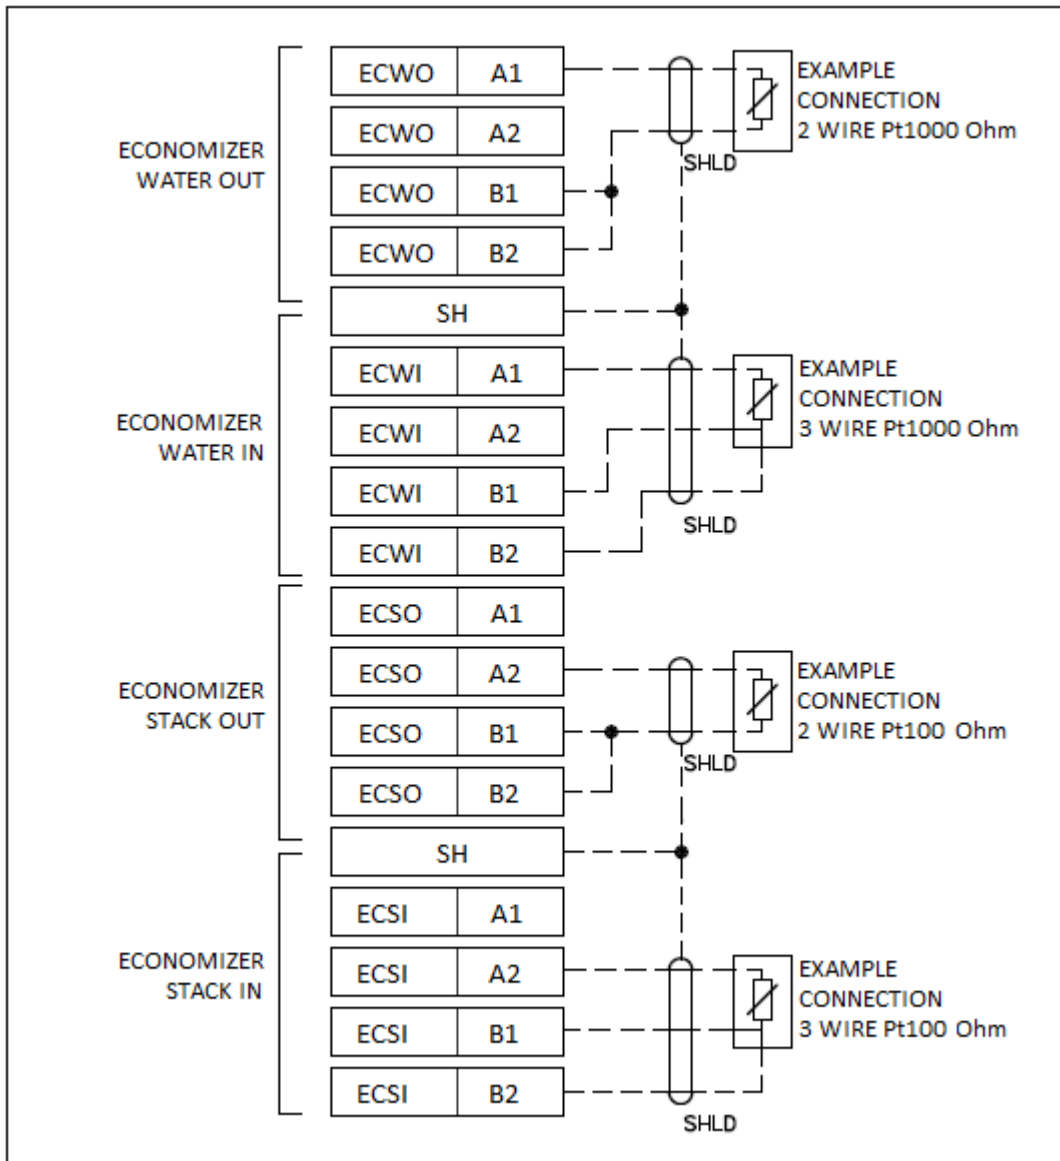 ECONOMIZER
WATER OUT
ECWO A1
ECWO A2
ECWO B1
ECWO B2
SH
EXAMPLE
CONNECTION
2 WIRE Pt1000 Ohm
SHLD
ECONOMIZER
WATER IN
ECWI A1
ECWI A2
ECWI B1
ECWI B2
EXAMPLE
CONNECTION
3 WIRE Pt1000 Ohm
SHLD
ECONOMIZER
STACK OUT
ECSO A1
ECSO A2
ECSO B1
ECSO B2
SH
EXAMPLE
CONNECTION
2 WIRE Pt100 Ohm
SHLD
ECONOMIZER
STACK IN
ECSI A1
ECSI A2
ECSI B1
ECSI B2
EXAMPLE
CONNECTION
3 WIRE Pt100 Ohm
SHLD